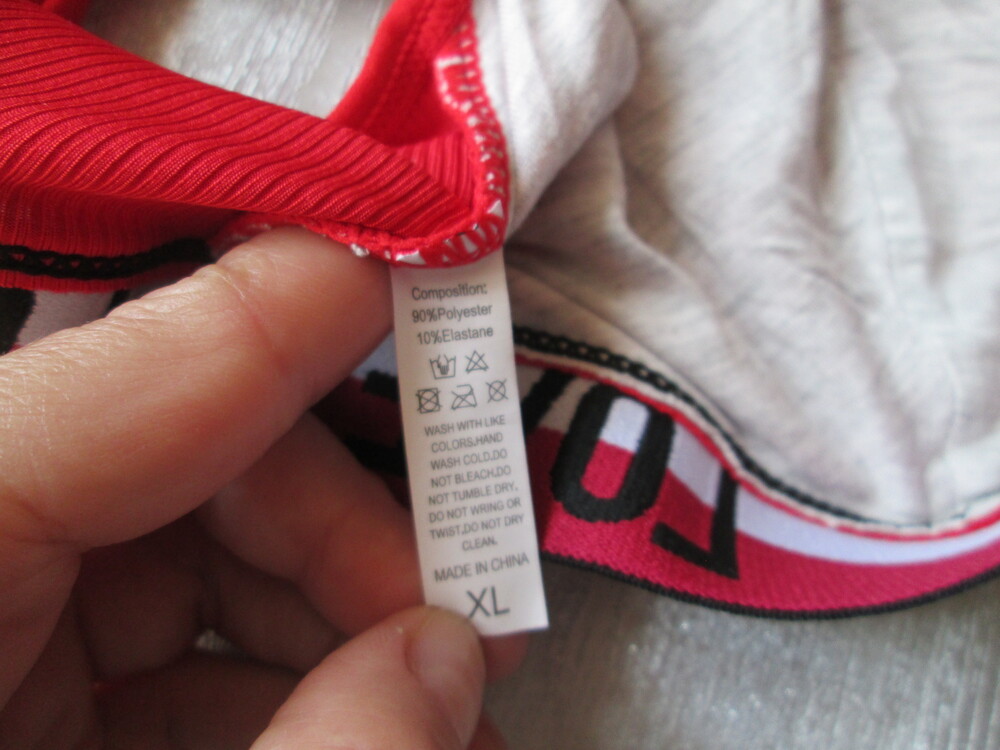 Composition:
90%Polyester
10%Elastane
WASH WITH LIKE
COLORS,HAND
WASH COLD,DO
NOT BLEACH,DO
NOT TUMBLE DRY,
DO NOT WRING OR
TWIST,DO NOT DRY
CLEAN.
MADE IN CHINA
XL
LO